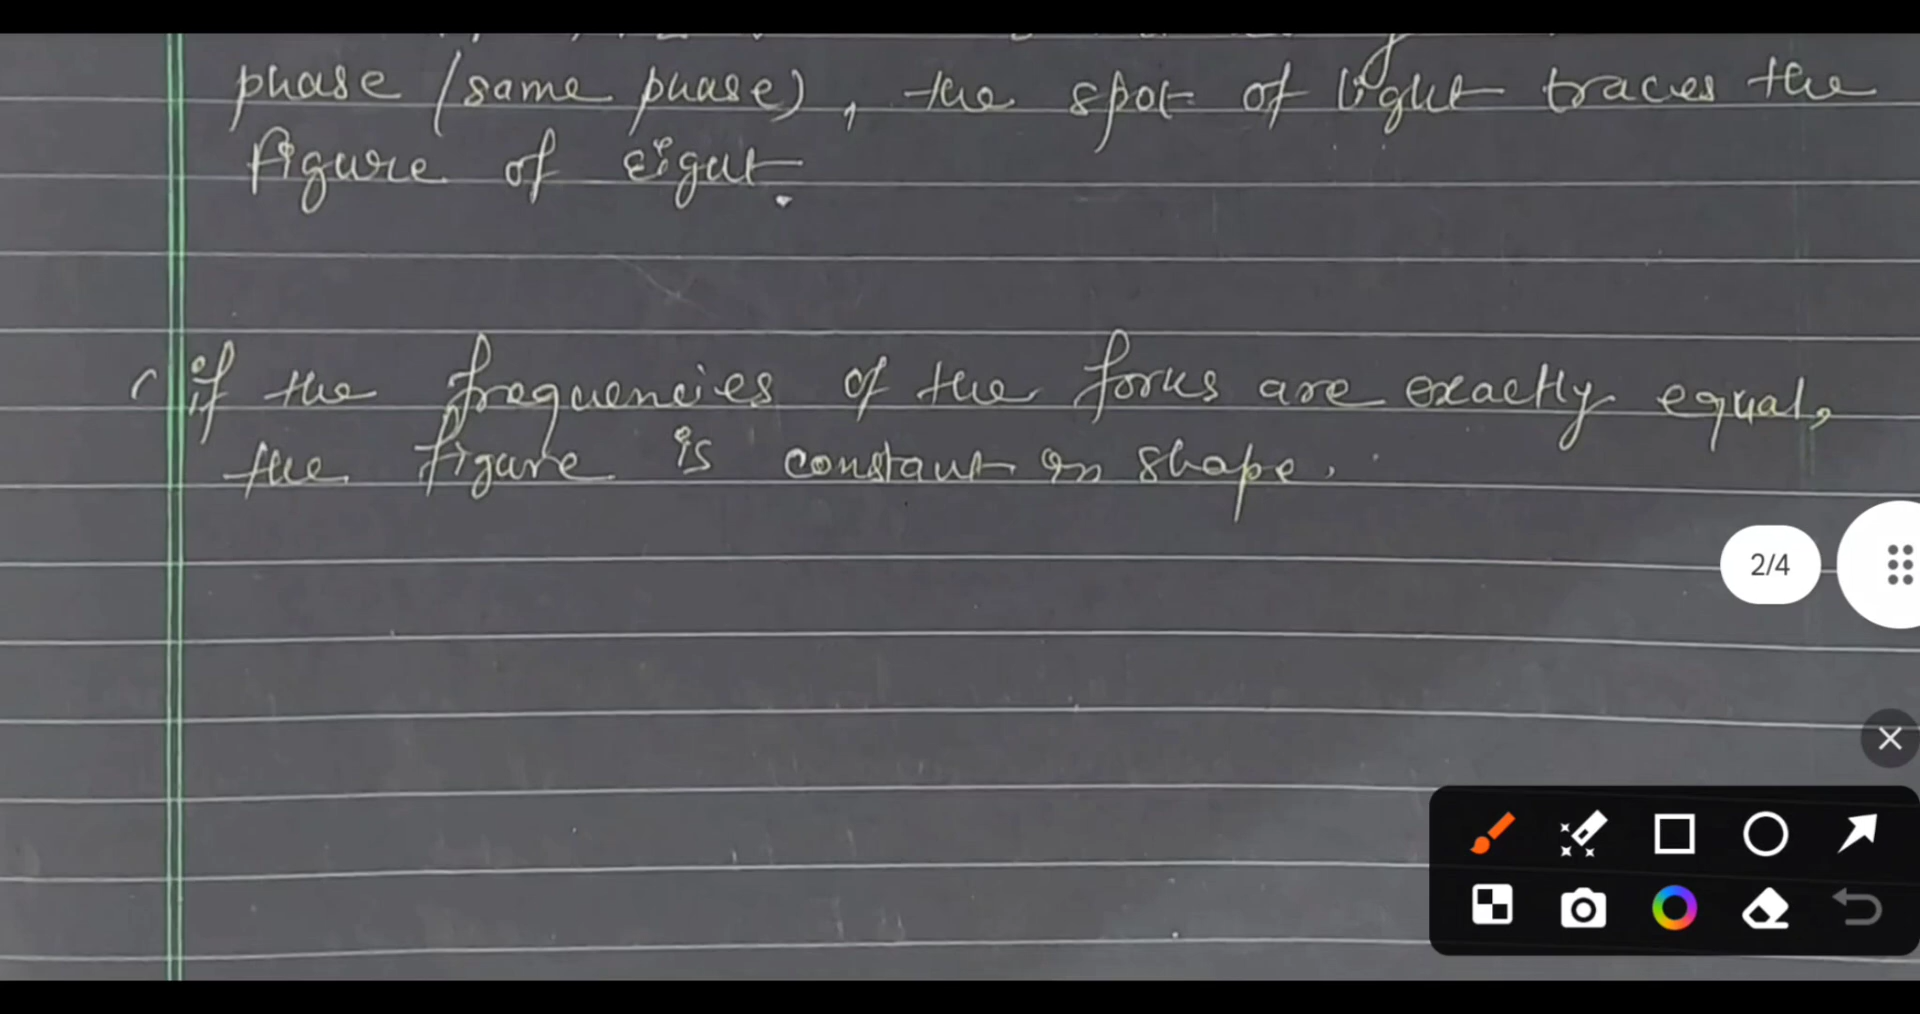 phase (same phase), the spot of light traces the
figure of eight.
if the frequencies of the forks are exactly equal,
the figure is constant in shape.
2/4